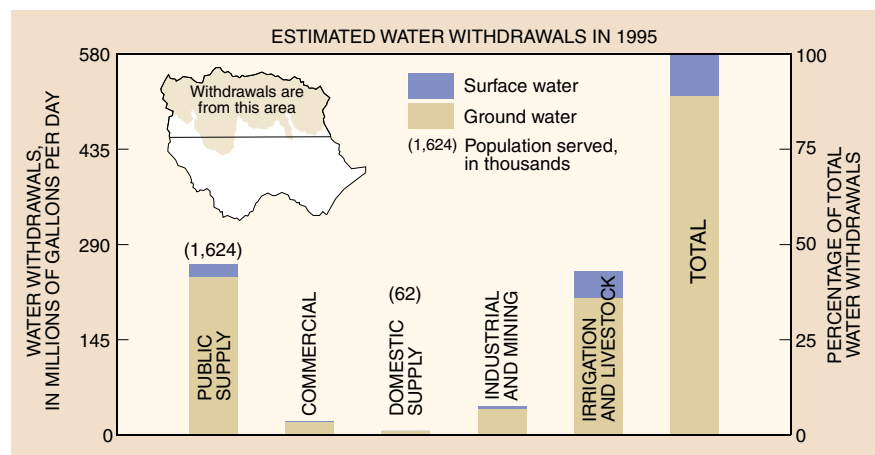 ESTIMATED WATER WITHDRAWALS IN 1995
WATER WITHDRAWALS,
IN MILLIONS OF GALLONS PER DAY
580
435
290
145
0
Withdrawals are
from this area
Surface water
Ground water
(1,624) Population served,
in thousands
(1,624)
PUBLIC
SUPPLY
COMMERCIAL
(62)
DOMESTIC
SUPPLY
INDUSTRIAL
AND MINING
IRRIGATION
AND LIVESTOCK
TOTAL
100
75
50
25
0
PERCENTAGE OF TOTAL
WATER WITHDRAWALS